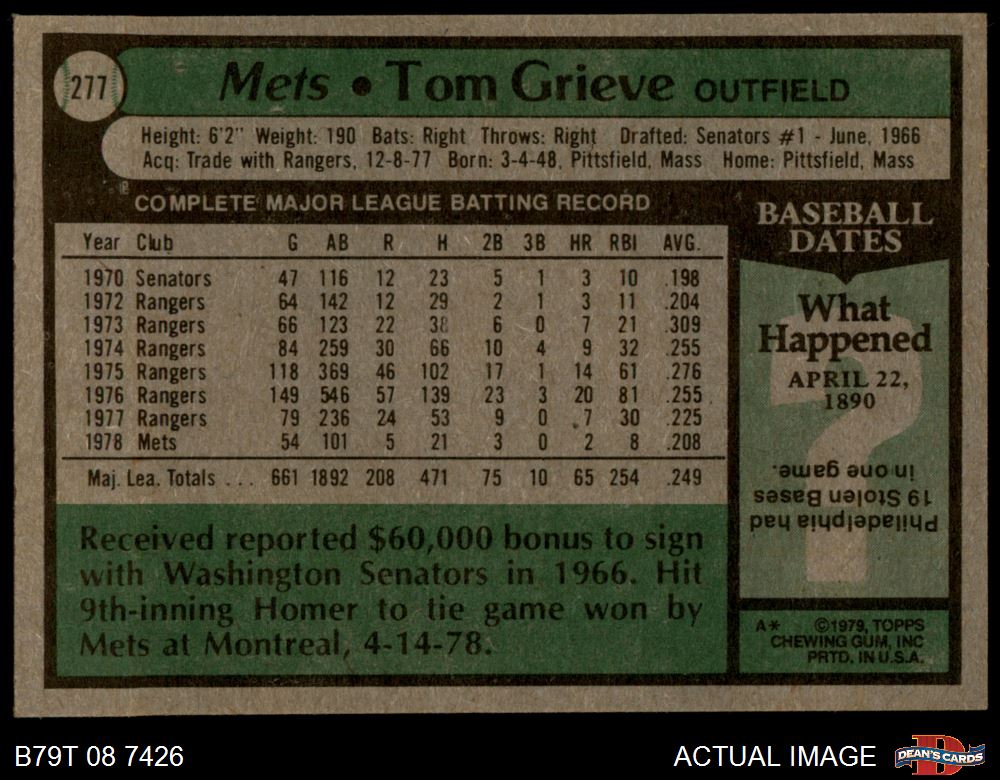 277
Mets • Tom Grieve OUTFIELD
Height: 6'2" Weight: 190 Bats: Right Throws: Right Drafted: Senators #1 - June, 1966
Acq: Trade with Rangers, 12-8-77 Born: 3-4-48, Pittsfield, Mass Home: Pittsfield, Mass
COMPLETE MAJOR LEAGUE BATTING RECORD
Year Club G AB R H 2B 3B HR RBI AVG.
1970 Senators 47 116 12 23 5 1 3 10 .198
1972 Rangers 64 142 12 29 2 1 3 11 .204
1973 Rangers 66 123 22 38 6 0 7 21 .309
1974 Rangers 84 259 30 66 10 4 9 32 .255
1975 Rangers 118 369 46 102 17 1 14 61 .276
1976 Rangers 149 546 57 139 23 3 20 81 .255
1977 Rangers 79 236 24 53 9 0 7 30 .225
1978 Mets 54 101 5 21 3 0 2 8 .208
Maj. Lea. Totals ... 661 1892 208 471 75 10 65 254 .249
Received reported $60,000 bonus to sign
with Washington Senators in 1966. Hit
9th-inning Homer to tie game won by
Mets at Montreal, 4-14-78.
BASEBALL
DATES
What
Happened
APRIL 22,
1890
Philadelphia had
19 Stolen Bases
in one game.
A* ©1979, TOPPS
CHEWING GUM, INC
PRTD. IN U.S.A.
B79T 08 7426
ACTUAL IMAGE
DEAN'S CARDS